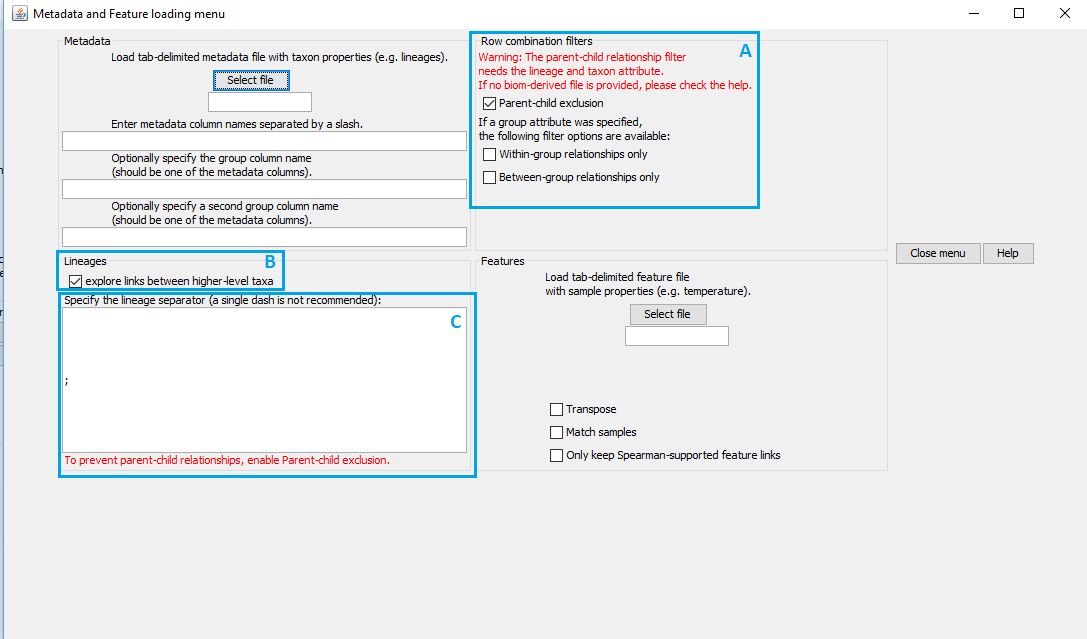 Metadata and Feature loading menu
Metadata
Load tab-delimited metadata file with taxon properties (e.g. lineages).
Select file
Enter metadata column names separated by a slash.
Optionally specify the group column name
(should be one of the metadata columns).
Optionally specify a second group column name
(should be one of the metadata columns).
Row combination filters
A
Warning: The parent-child relationship filter
needs the lineage and taxon attribute.
If no biom-derived file is provided, please check the help.
Parent-child exclusion
If a group attribute was specified,
the following filter options are available:
Within-group relationships only
Between-group relationships only
Lineages
B
explore links between higher-level taxa
Specify the lineage separator (a single dash is not recommended):
C
;
To prevent parent-child relationships, enable Parent-child exclusion.
Features
Load tab-delimited feature file
with sample properties (e.g. temperature).
Select file
Transpose
Match samples
Only keep Spearman-supported feature links
Close menu
Help